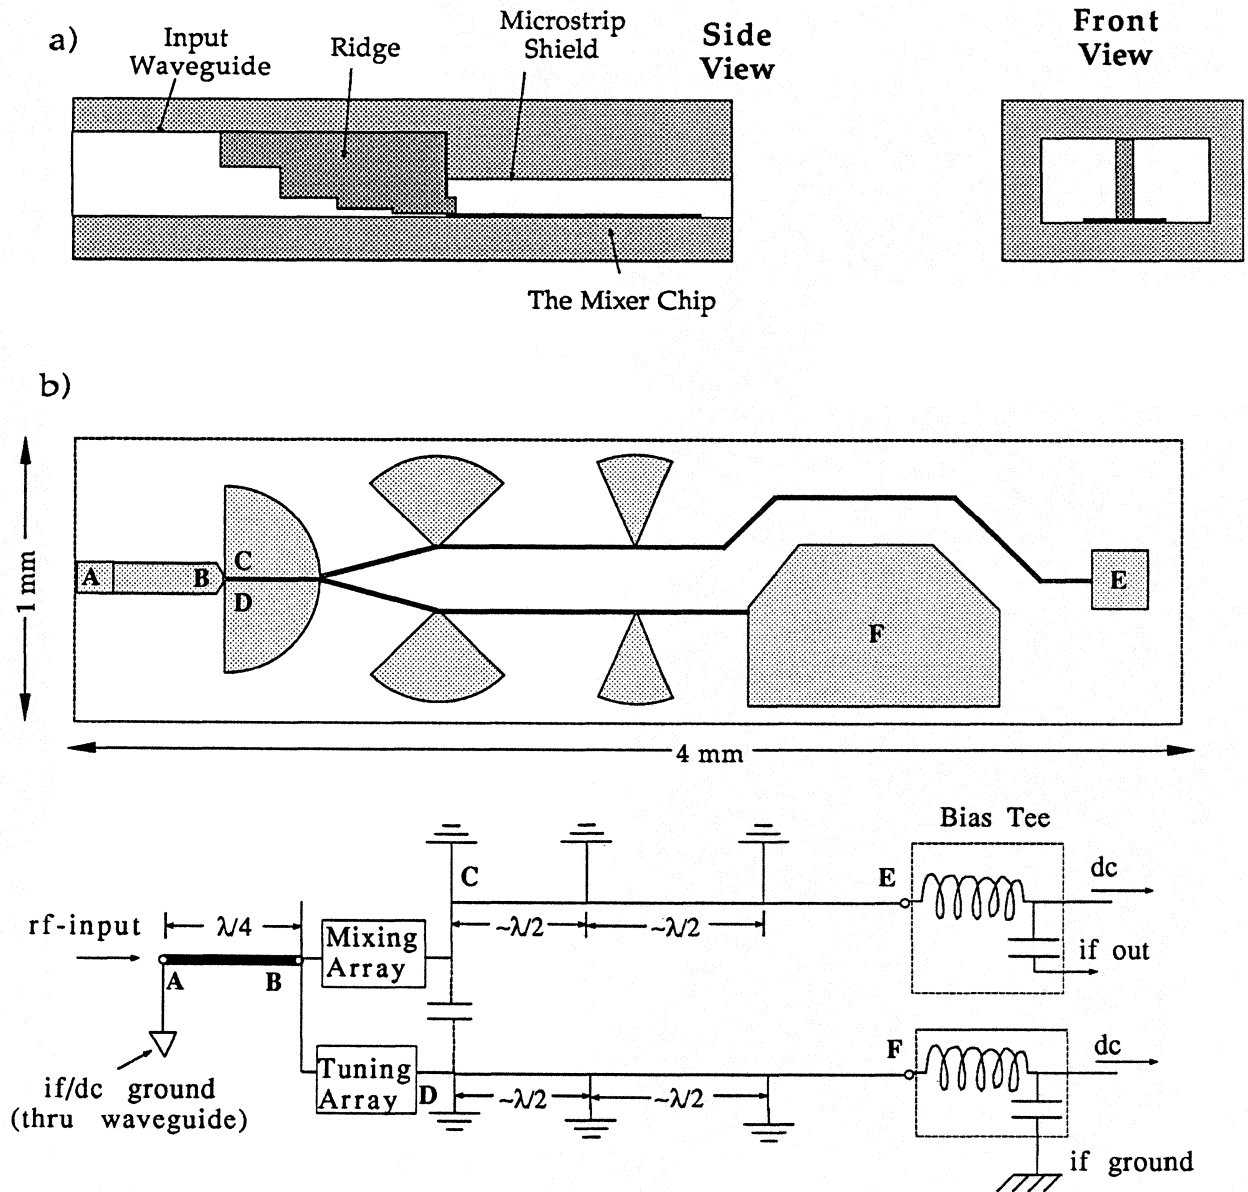 a)
Input
Waveguide
Ridge
Microstrip
Shield
Side
View
Front
View
The Mixer Chip
b)
1 mm
A
B
C
D
E
F
4 mm
Bias Tee
rf-input
λ/4
A
B
Mixing
Array
C
~λ/2
~λ/2
E
dc
if out
if/dc ground
(thru waveguide)
Tuning
Array
D
~λ/2
~λ/2
F
dc
if ground